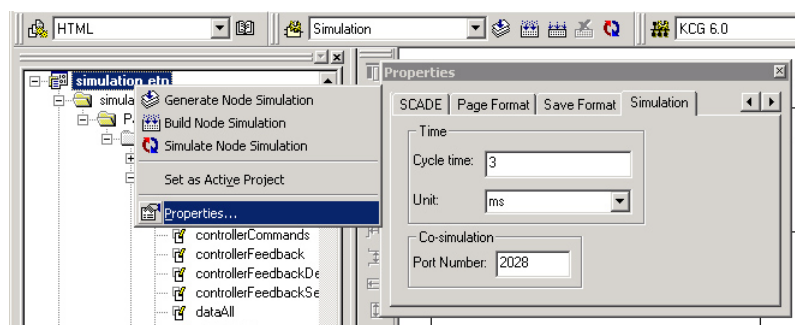 HTML
Simulation
KCG 6.0
simulation.etp
simula
P
Generate Node Simulation
Build Node Simulation
Simulate Node Simulation
Set as Active Project
Properties...
controllerCommands
controllerFeedback
controllerFeedbackDe
controllerFeedbackSe
dataAll
Properties
SCADE
Page Format
Save Format
Simulation
Time
Cycle time: 3
Unit: ms
Co-simulation
Port Number: 2028